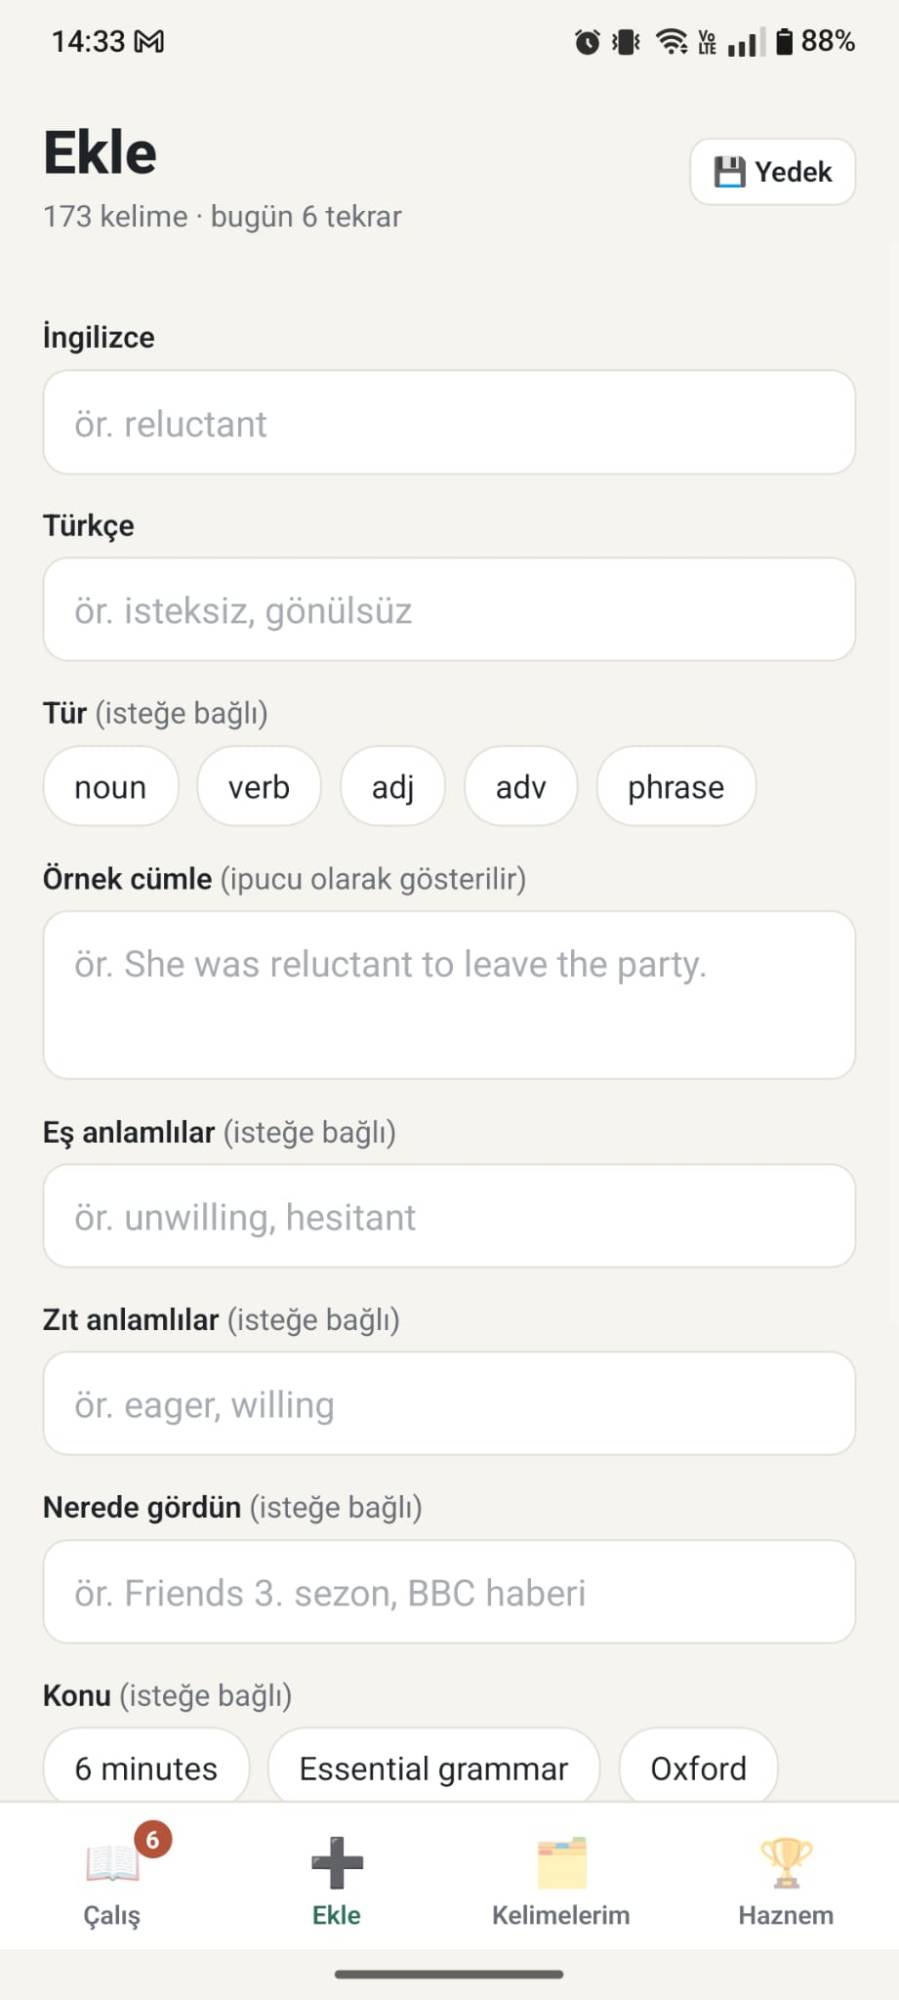 14:33
Vo LTE
88%
Ekle
Yedek
173 kelime · bugün 6 tekrar
İngilizce
ör. reluctant
Türkçe
ör. isteksiz, gönülsüz
Tür (isteğe bağlı)
noun verb adj adv phrase
Örnek cümle (ipucu olarak gösterilir)
ör. She was reluctant to leave the party.
Eş anlamlılar (isteğe bağlı)
ör. unwilling, hesitant
Zıt anlamlılar (isteğe bağlı)
ör. eager, willing
Nerede gördün (isteğe bağlı)
ör. Friends 3. sezon, BBC haberi
Konu (isteğe bağlı)
6 minutes Essential grammar Oxford
6
Çalış Ekle Kelimelerim Haznem